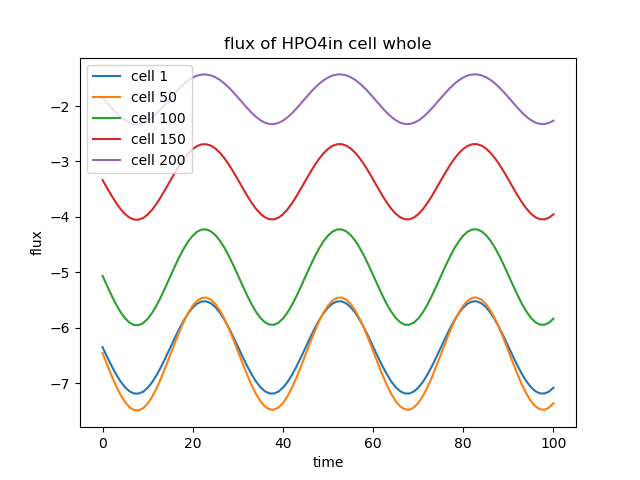 flux of HPO4in cell whole
cell 1
cell 50
cell 100
cell 150
cell 200
−2
−3
−4
−5
−6
−7
flux
0 20 40 60 80 100
time